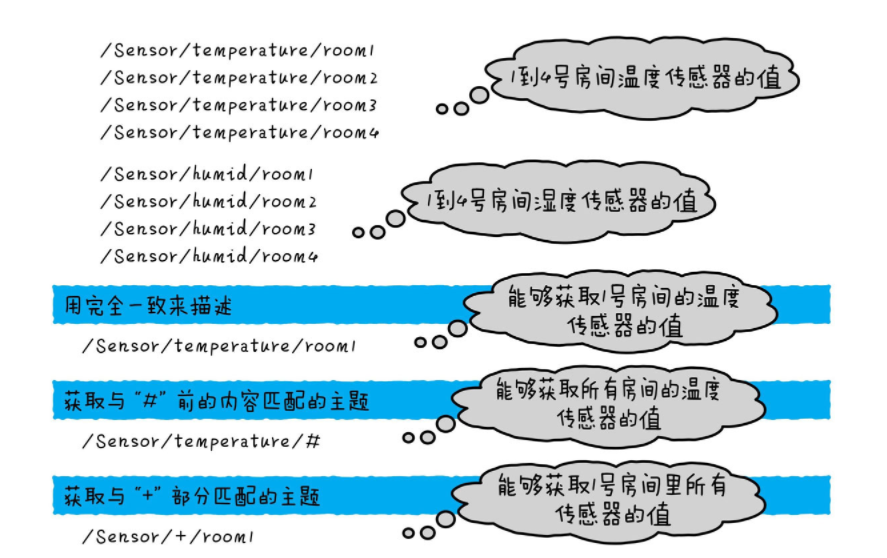 /Sensor/temperature/room1
/Sensor/temperature/room2
/Sensor/temperature/room3
/Sensor/temperature/room4
1到4号房间温度传感器的值
/Sensor/humid/room1
/Sensor/humid/room2
/Sensor/humid/room3
/Sensor/humid/room4
1到4号房间湿度传感器的值
用完全一致来描述
/Sensor/temperature/room1
能够获取1号房间的温度
传感器的值
获取与“#”前的内容匹配的主题
/Sensor/temperature/#
能够获取所有房间的温度
传感器的值
获取与“+”部分匹配的主题
/Sensor/+/room1
能够获取1号房间里所有
传感器的值